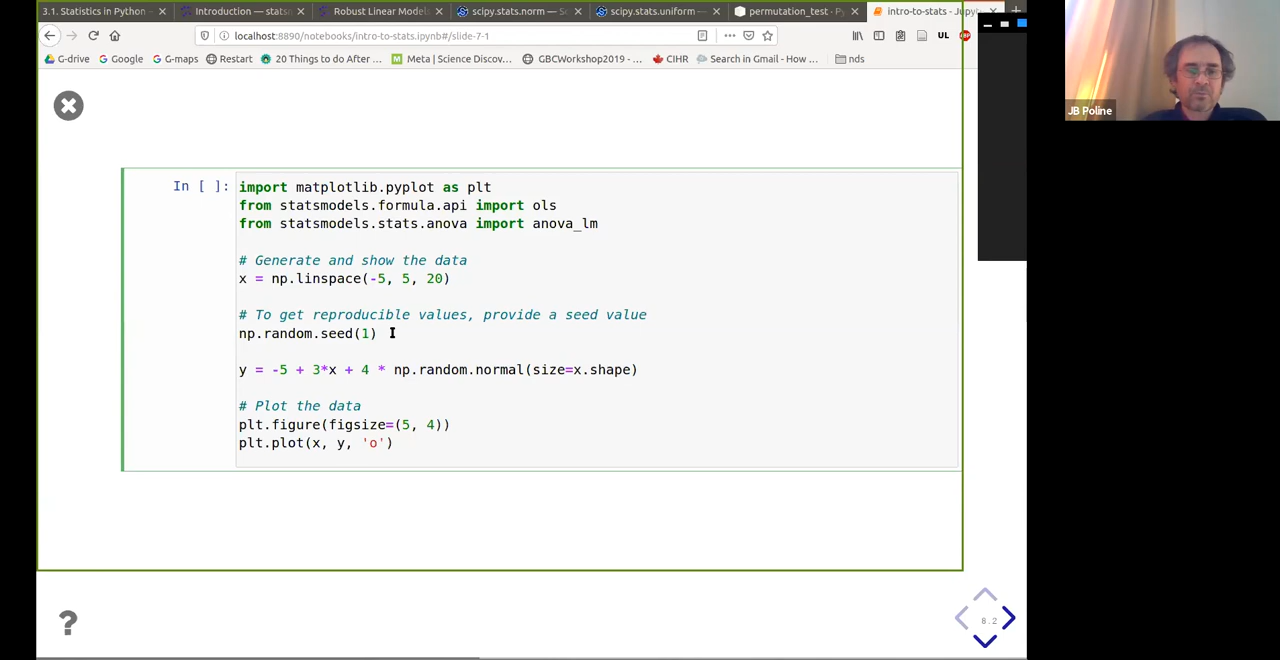 3.1. Statistics in Python
Introduction — stats
Robust Linear Models
scipy.stats.norm — S
scipy.stats.uniform —
permutation_test - Py
intro-to-stats - Jupyt
localhost:8890/notebooks/intro-to-stats.ipynb#/slide-7-1
UL
G-drive
Google
G-maps
Restart
20 Things to do After ...
M Meta | Science Discov...
GBCWorkshop2019 - ...
CIHR
Search in Gmail - How ...
nds
JB Poline
In [ ]:
import matplotlib.pyplot as plt
from statsmodels.formula.api import ols
from statsmodels.stats.anova import anova_lm
# Generate and show the data
x = np.linspace(-5, 5, 20)
# To get reproducible values, provide a seed value
np.random.seed(1)
y = -5 + 3*x + 4 * np.random.normal(size=x.shape)
# Plot the data
plt.figure(figsize=(5, 4))
plt.plot(x, y, 'o')
?
8.2